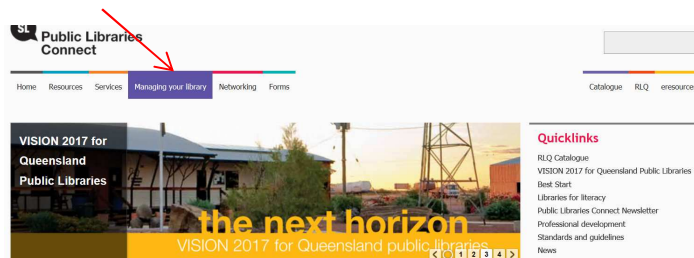 SL
Public Libraries
Connect
Home Resources Services Managing your library Networking Forms
Catalogue RLQ eresources
VISION 2017 for
Queensland
Public Libraries
the next horizon
VISION 2017 for Queensland public libraries
< 1 2 3 4 >
Quicklinks
RLQ Catalogue
VISION 2017 for Queensland Public Libraries
Best Start
Libraries for literacy
Public Libraries Connect Newsletter
Professional development
Standards and guidelines
News